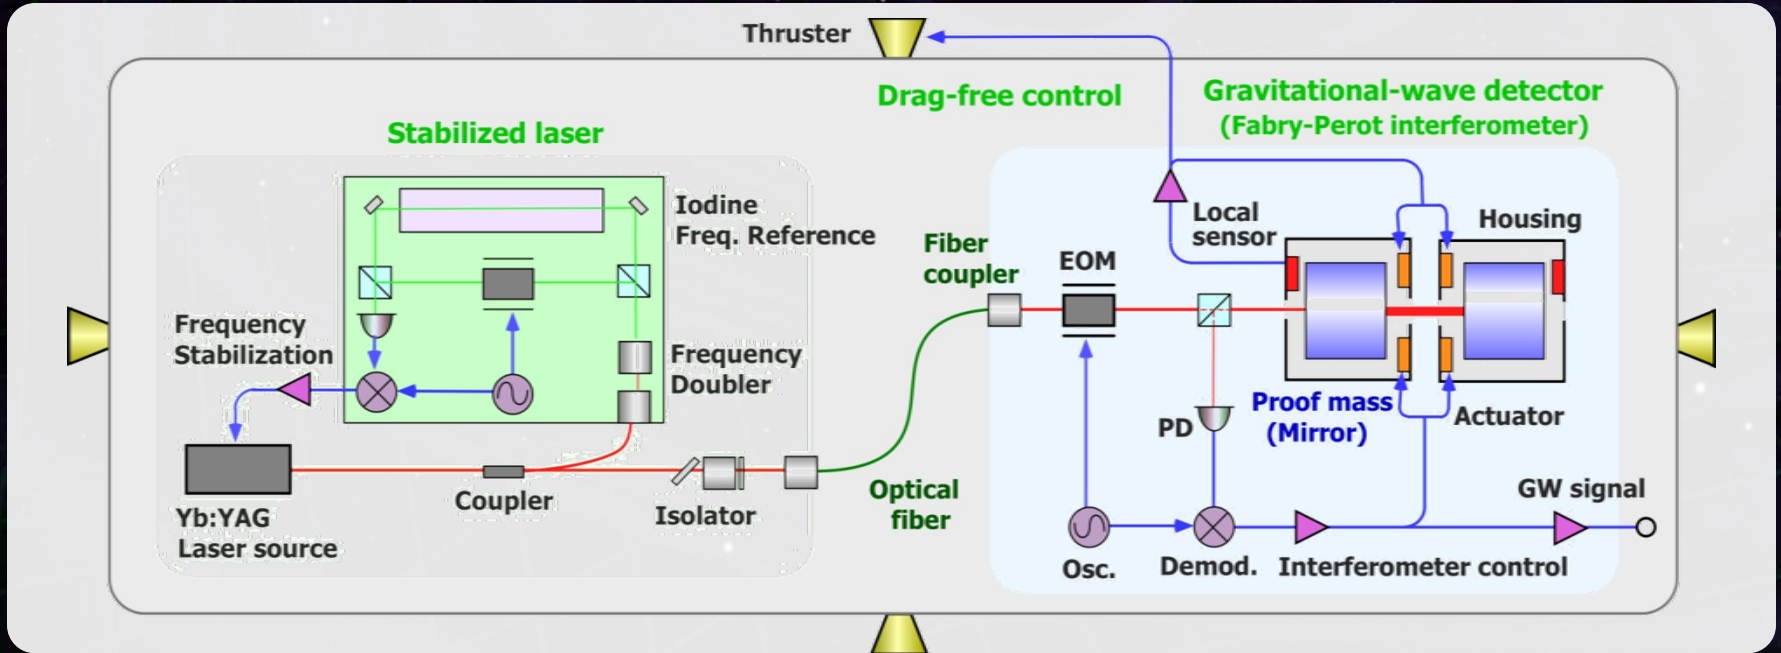 Thruster
Drag-free control
Gravitational-wave detector
(Fabry-Perot interferometer)
Stabilized laser
Iodine
Freq. Reference
Local
sensor
Housing
Fiber
coupler
EOM
Frequency
Stabilization
Frequency
Doubler
Proof mass
(Mirror)
Actuator
PD
Coupler
Isolator
Optical
fiber
GW signal
Yb:YAG
Laser source
Osc.
Demod.
Interferometer control